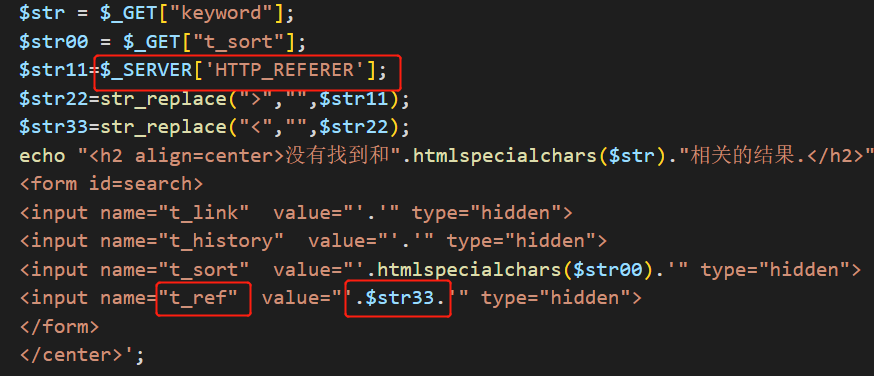 $str = $_GET["keyword"];
$str00 = $_GET["t_sort"];
$str11=$_SERVER['HTTP_REFERER'];
$str22=str_replace(">","",$str11);
$str33=str_replace("<","",$str22);
echo "<h2 align=center>没有找到和".htmlspecialchars($str)."相关的结果.</h2>"
<form id=search>
<input name="t_link"  value="'.'" type="hidden">
<input name="t_history"  value="'.'" type="hidden">
<input name="t_sort"  value="'.htmlspecialchars($str00).'" type="hidden">
<input name="t_ref"  value="'.$str33.'" type="hidden">
</form>
</center>';